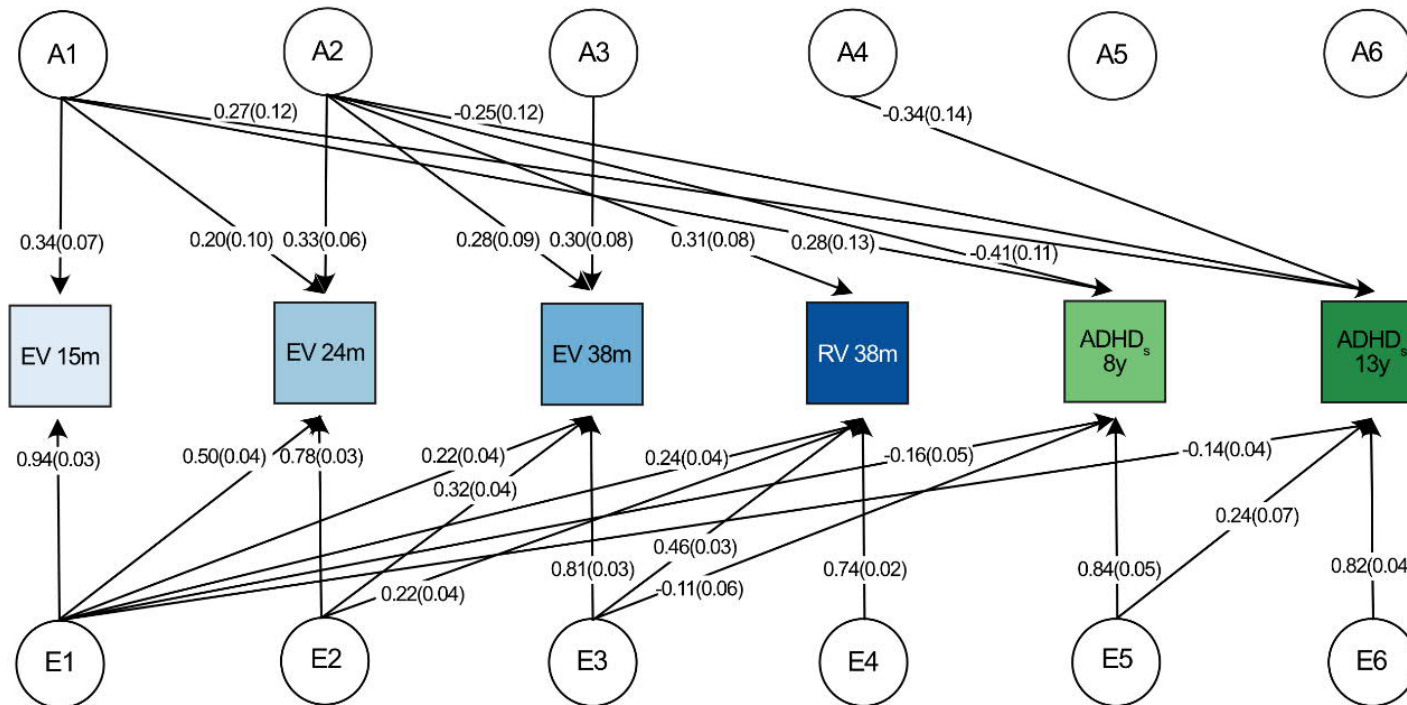 A1
A2
A3
A4
A5
A6
0.27(0.12)
-0.25(0.12)
-0.34(0.14)
0.34(0.07)
0.20(0.10)
0.33(0.06)
0.28(0.09)
0.30(0.08)
0.31(0.08)
0.28(0.13)
-0.41(0.11)
EV 15m
EV 24m
EV 38m
RV 38m
ADHDs
8y
ADHDs
13y
0.94(0.03)
0.50(0.04)
0.78(0.03)
0.22(0.04)
0.24(0.04)
-0.16(0.05)
-0.14(0.04)
0.32(0.04)
0.24(0.07)
0.46(0.03)
0.81(0.03)
0.74(0.02)
0.84(0.05)
0.82(0.04
0.22(0.04)
-0.11(0.06)
E1
E2
E3
E4
E5
E6